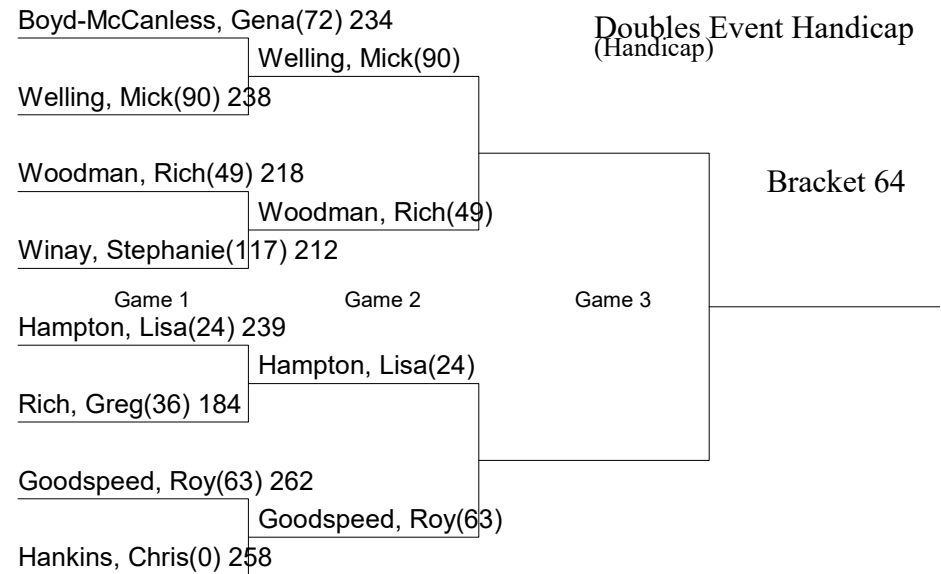 Boyd-McCanless, Gena(72) 234
Doubles Event Handicap
(Handicap)
Welling, Mick(90)
Welling, Mick(90) 238
Woodman, Rich(49) 218
Bracket 64
Woodman, Rich(49)
Winay, Stephanie(117) 212
Game 1
Game 2
Game 3
Hampton, Lisa(24) 239
Hampton, Lisa(24)
Rich, Greg(36) 184
Goodspeed, Roy(63) 262
Goodspeed, Roy(63)
Hankins, Chris(0) 258